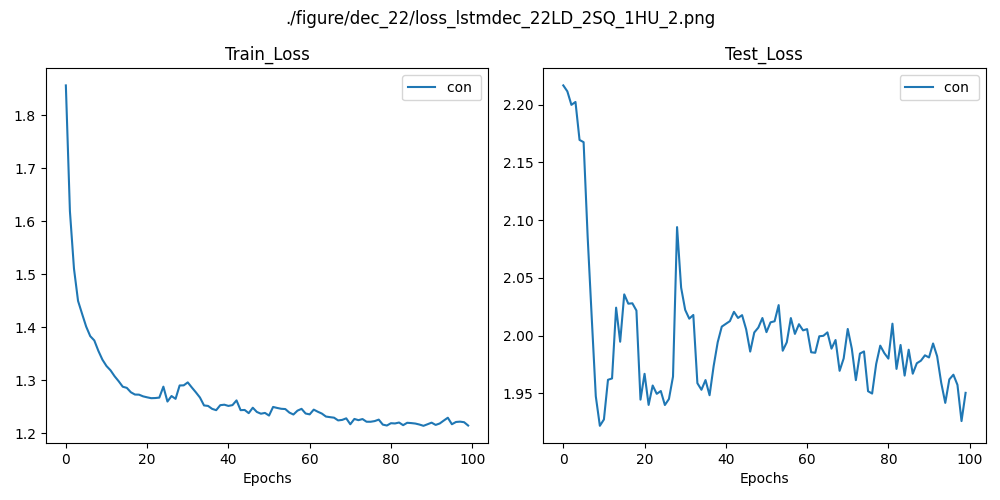 ./figure/dec_22/loss_lstmdec_22LD_2SQ_1HU_2.png
Train_Loss
con
1.8
1.7
1.6
1.5
1.4
1.3
1.2
0 20 40 60 80 100
Epochs
Test_Loss
con
2.20
2.15
2.10
2.05
2.00
1.95
0 20 40 60 80 100
Epochs